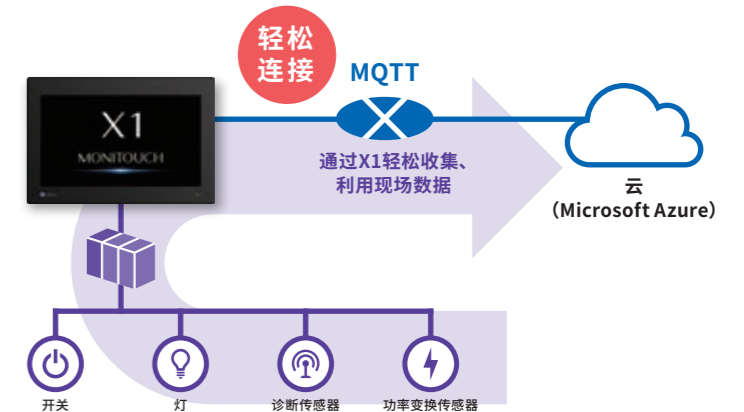 轻松
连接
MQTT
X1
MONITOUCH
通过X1轻松收集、
利用现场数据
云
（Microsoft Azure）
开关
灯
诊断传感器
功率变换传感器